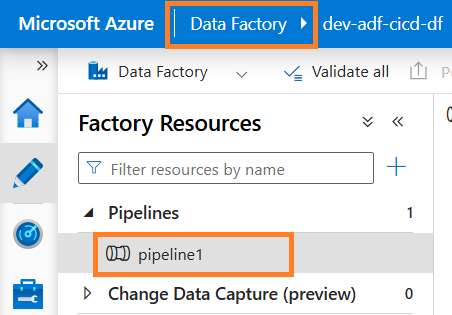 Microsoft Azure Data Factory dev-adf-cicd-df
Data Factory Validate all
Factory Resources
Filter resources by name
Pipelines 1
pipeline1
Change Data Capture (preview) 0